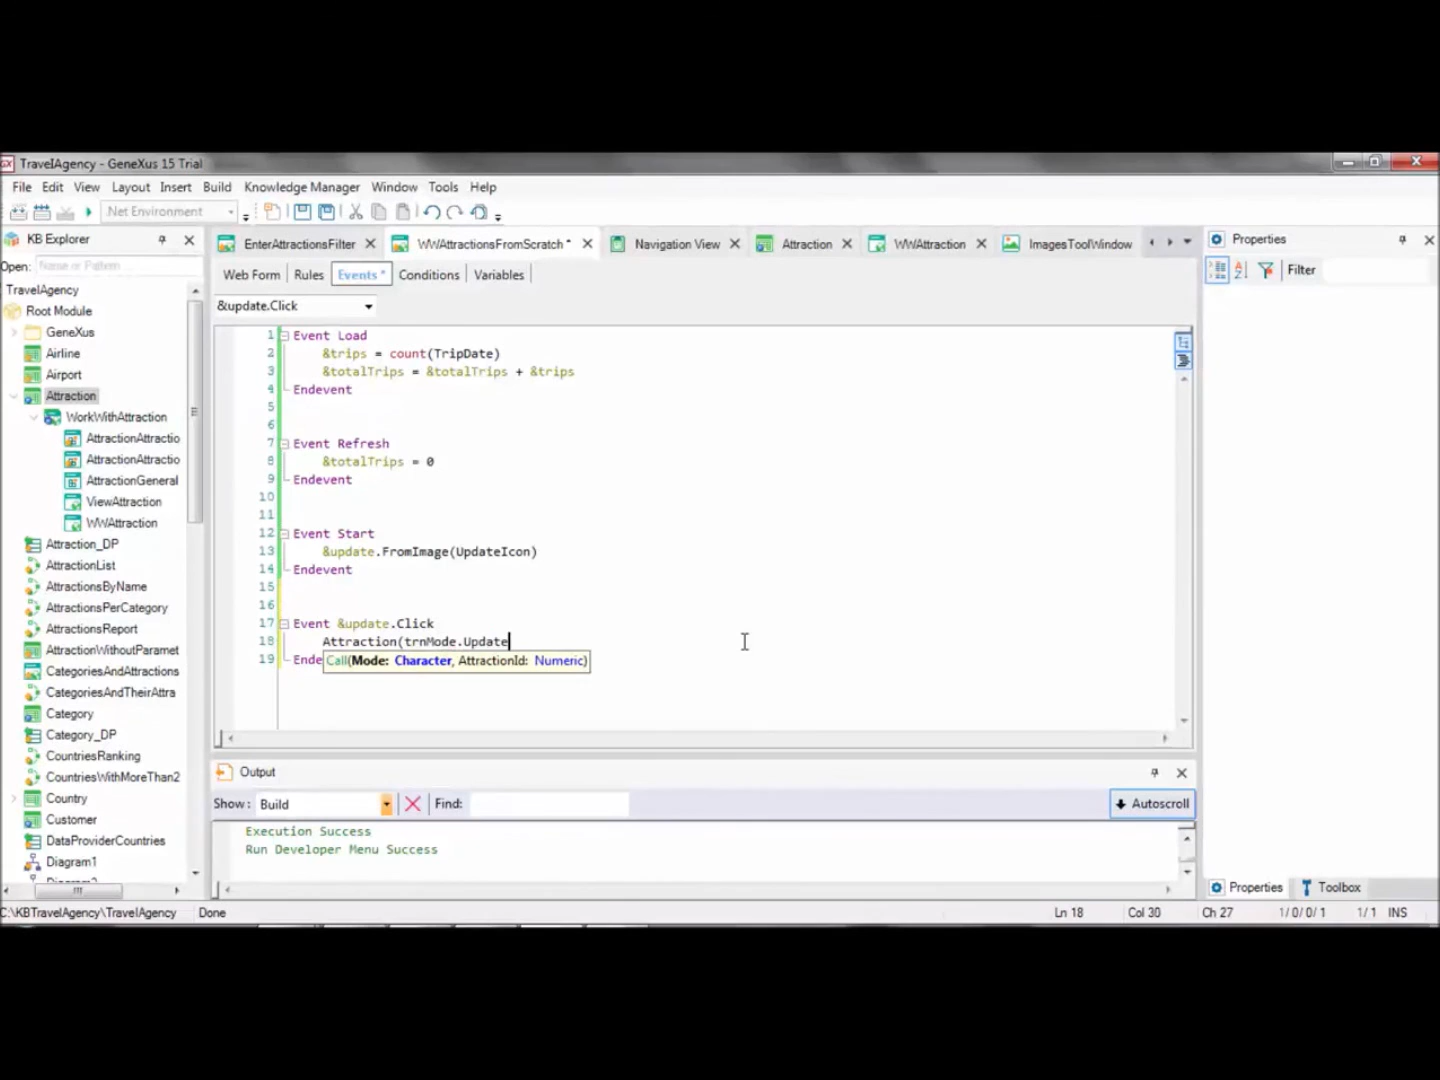 TravelAgency - GeneXus 15 Trial
File Edit View Layout Insert Build Knowledge Manager Window Tools Help
.Net Environment
KB Explorer
EnterAttractionsFilter WWAttractionsFromScratch * Navigation View Attraction WWAttraction ImagesToolWindow
Properties
Open: Name or Pattern ...
Web Form Rules Events * Conditions Variables
Filter
&update.Click
TravelAgency
Root Module
GeneXus
Airline
Airport
Attraction
WorkWithAttraction
AttractionAttractio
AttractionAttractio
AttractionGeneral
ViewAttraction
WWAttraction
Attraction_DP
AttractionList
AttractionsByName
AttractionsPerCategory
AttractionsReport
AttractionWithoutParamet
CategoriesAndAttractions
CategoriesAndTheirAttra
Category
Category_DP
CountriesRanking
CountriesWithMoreThan2
Country
Customer
DataProviderCountries
Diagram1
1 Event Load
2 &trips = count(TripDate)
3 &totalTrips = &totalTrips + &trips
4 Endevent
5
6
7 Event Refresh
8 &totalTrips = 0
9 Endevent
10
11
12 Event Start
13 &update.FromImage(UpdateIcon)
14 Endevent
15
16
17 Event &update.Click
18 Attraction(trnMode.Update
19 Ende
Call(Mode: Character, AttractionId: Numeric)
Output
Show: Build Find: Autoscroll
Execution Success
Run Developer Menu Success
Properties Toolbox
C:\KBTravelAgency\TravelAgency Done Ln 18 Col 30 Ch 27 1/0/0/1 1/1 INS